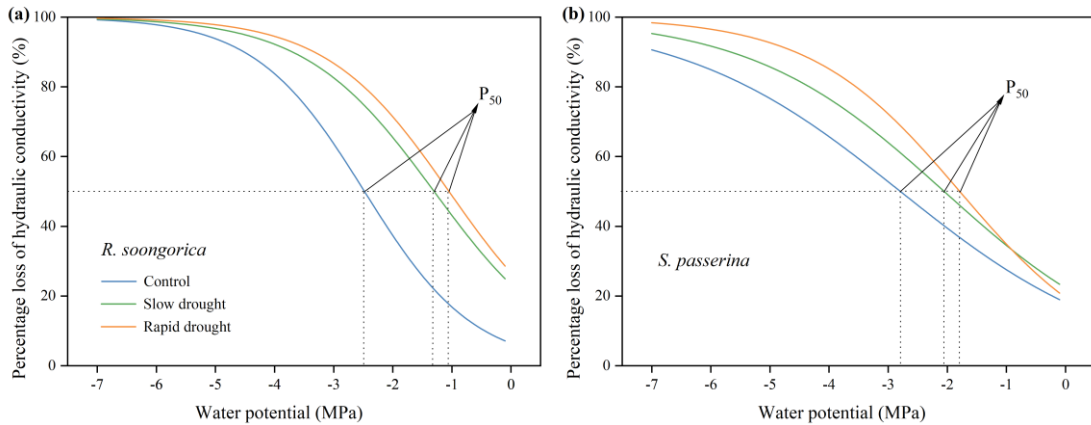 (a)
Percentage loss of hydraulic conductivity (%)
100
80
60
40
20
0
P50
R. soongorica
Control
Slow drought
Rapid drought
-7 -6 -5 -4 -3 -2 -1 0
Water potential (MPa)
(b)
Percentage loss of hydraulic conductivity (%)
100
80
60
40
20
0
P50
S. passerina
-7 -6 -5 -4 -3 -2 -1 0
Water potential (MPa)